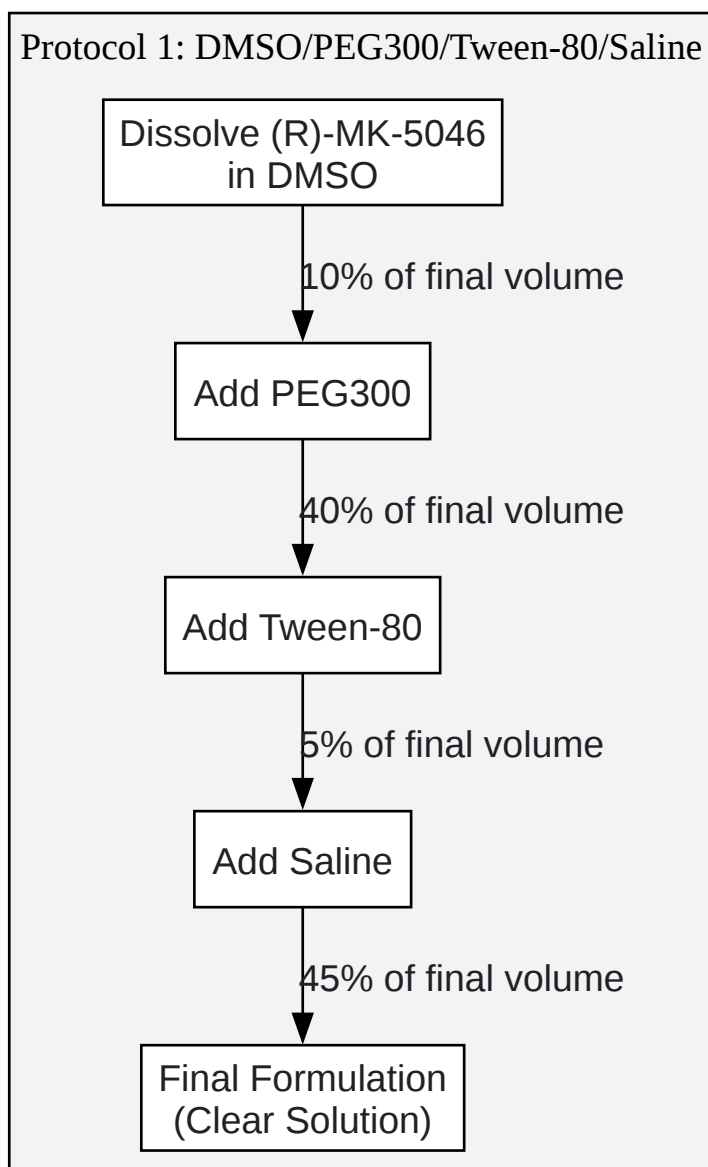 Protocol 1: DMSO/PEG300/Tween-80/Saline
Dissolve (R)-MK-5046
in DMSO
10% of final volume
Add PEG300
40% of final volume
Add Tween-80
5% of final volume
Add Saline
45% of final volume
Final Formulation
(Clear Solution)